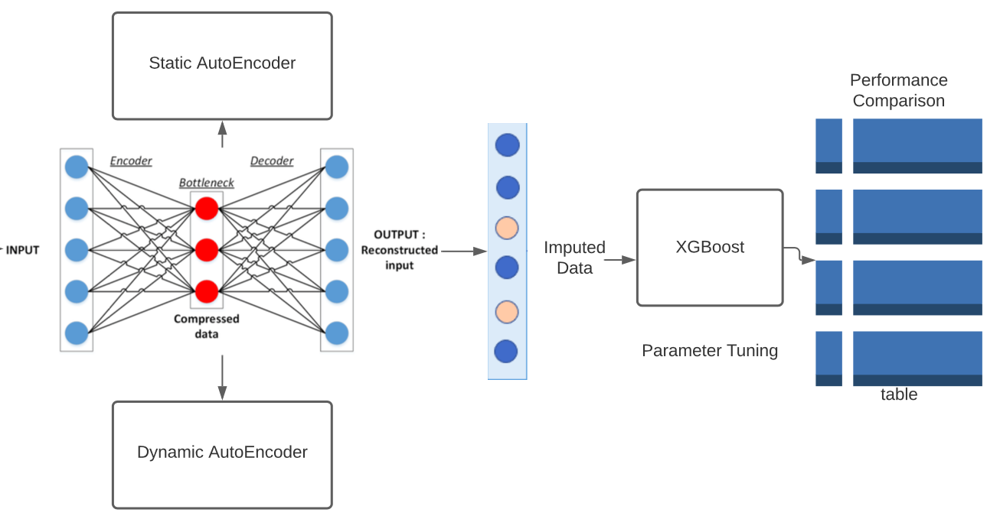 Static AutoEncoder
Encoder
Decoder
Bottleneck
INPUT
Compressed
data
OUTPUT :
Reconstructed
input
Dynamic AutoEncoder
Imputed
Data
XGBoost
Parameter Tuning
Performance
Comparison
table